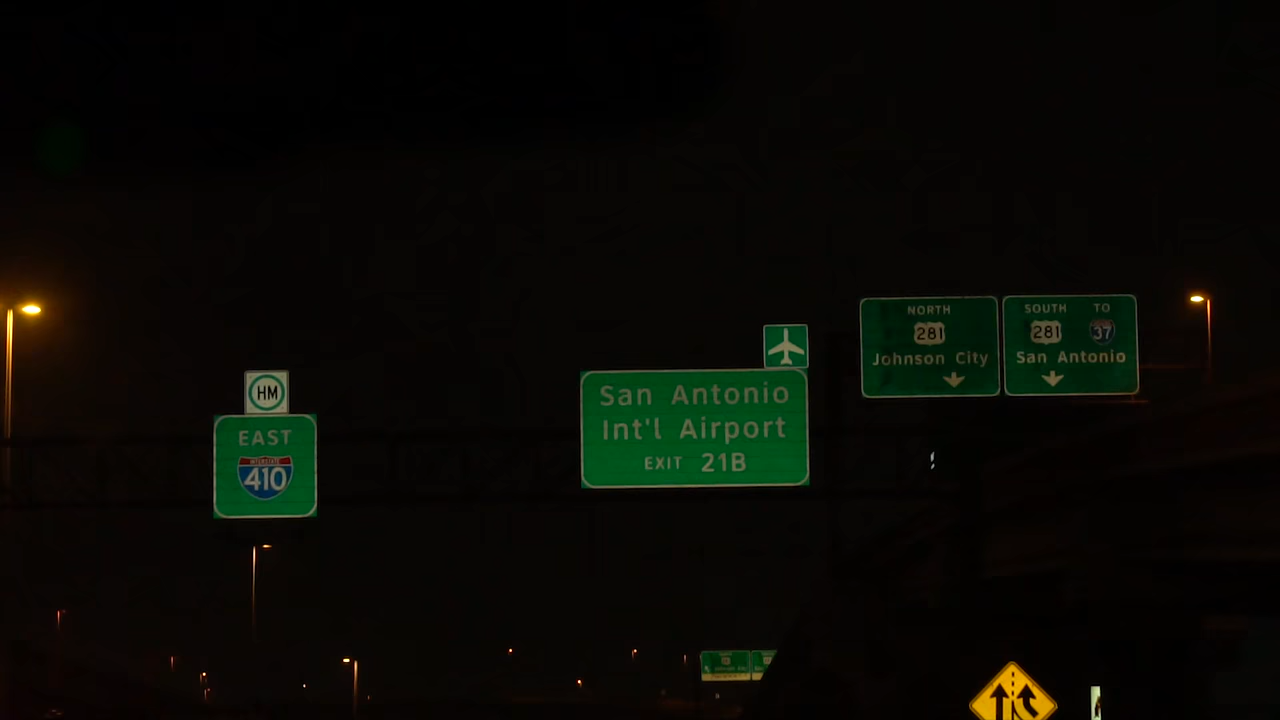 HM
EAST
INTERSTATE
410
San Antonio
Int'l Airport
EXIT 21B
NORTH
281
Johnson City
SOUTH TO
281 37
San Antonio